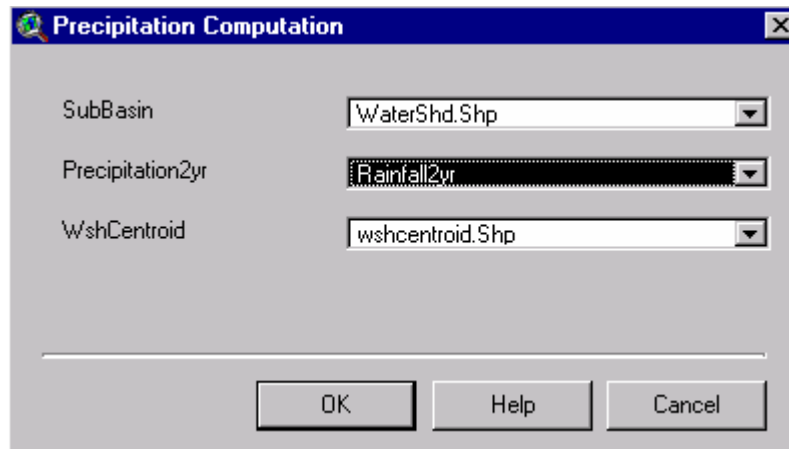 Precipitation Computation
SubBasin WaterShd.Shp
Precipitation2yr Rainfall2yr
WshCentroid wshcentroid.Shp
OK Help Cancel